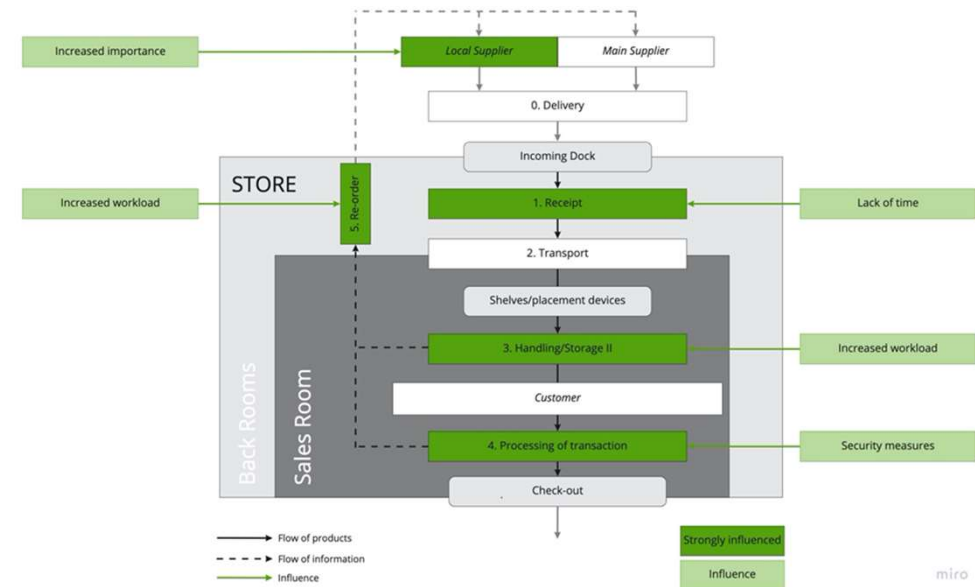 Increased importance
Local Supplier
Main Supplier
0. Delivery
Incoming Dock
STORE
5. Re-order
Increased workload
1. Receipt
Lack of time
2. Transport
Shelves/placement devices
3. Handling/Storage II
Increased workload
Customer
4. Processing of transaction
Security measures
Check-out
Back Rooms
Sales Room
Flow of products
Flow of information
Influence
Strongly influenced
Influence
miro